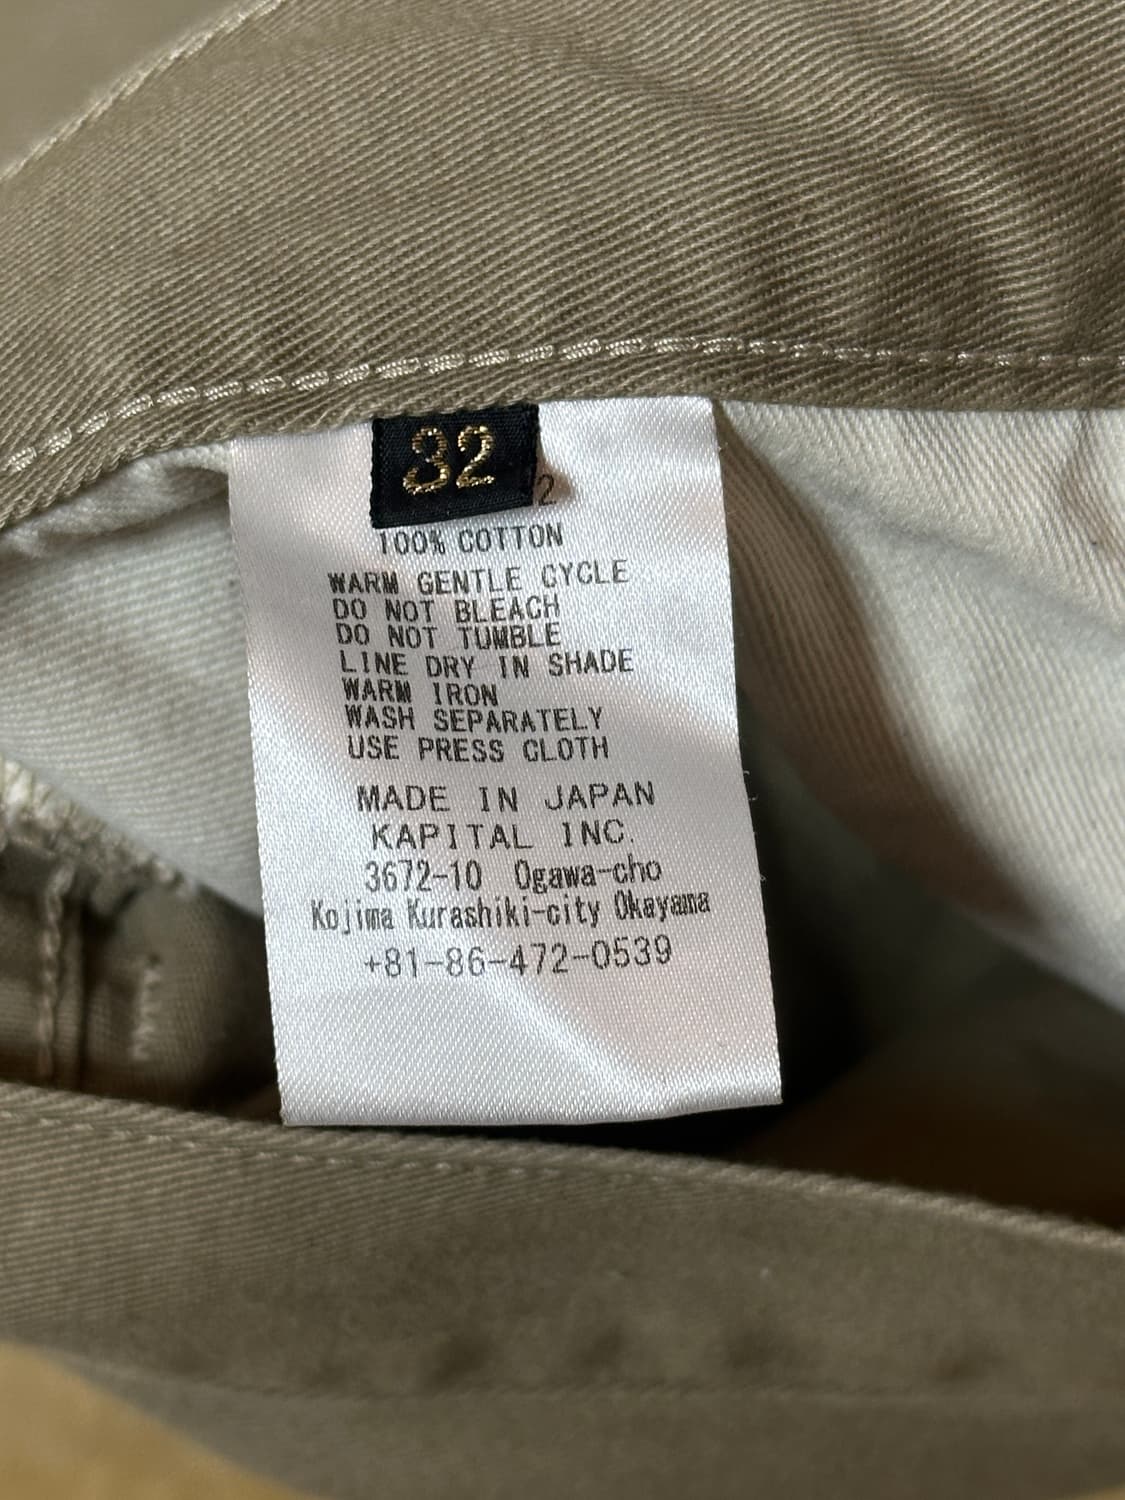 32
2
100% COTTON
WARM GENTLE CYCLE
DO NOT BLEACH
DO NOT TUMBLE
LINE DRY IN SHADE
WARM IRON
WASH SEPARATELY
USE PRESS CLOTH
MADE IN JAPAN
KAPITAL INC.
3672-10 Ogawa-cho
Kojima Kurashiki-city Okayama
+81-86-472-0539